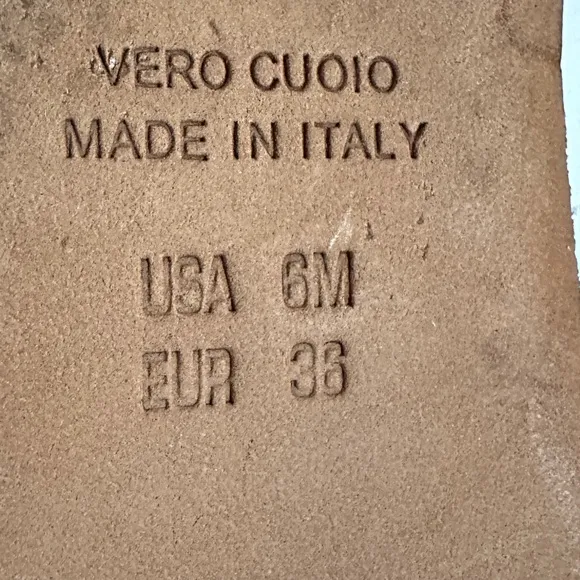 VERO CUOIO
MADE IN ITALY
USA 6M
EUR 36